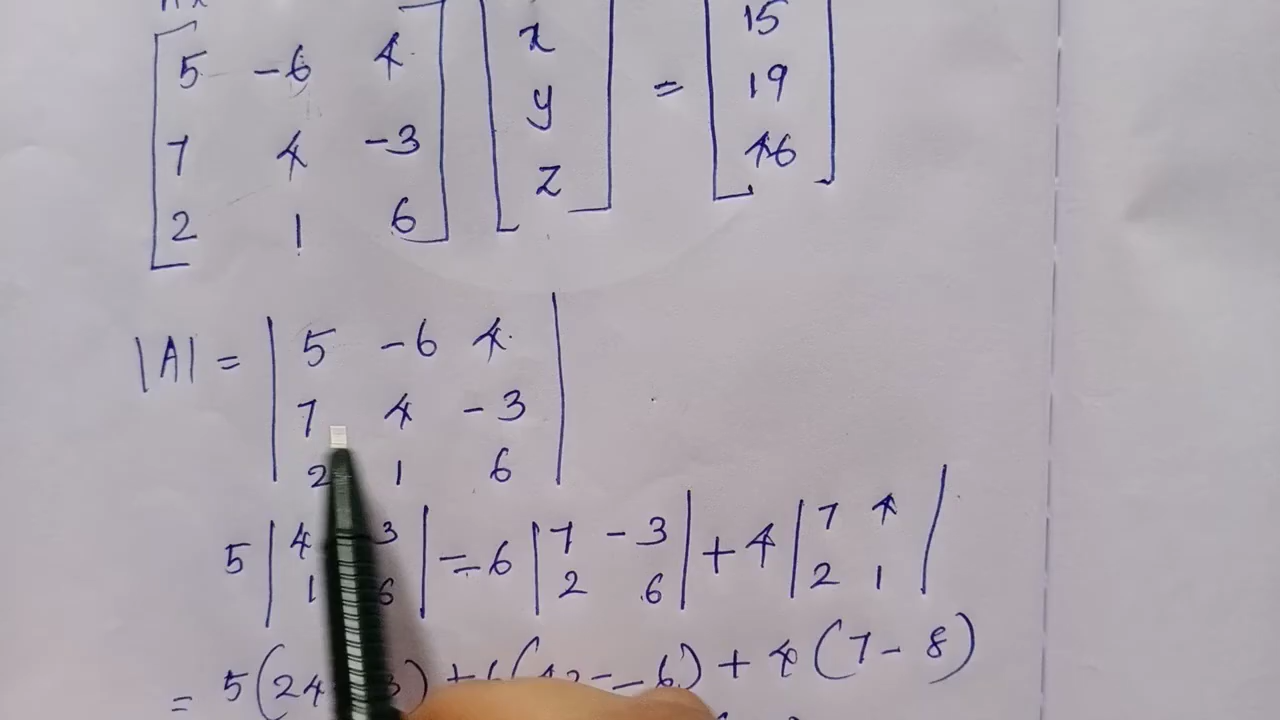 5 -6 4 x 15
7 4 -3 y = 19
2 1 6 z 46
|A| = | 5 -6 4 |
7 4 -3
2 1 6
5 | 4 3 | - -6 | 7 -3 | + 4 | 7 4 |
1 6 2 6 2 1
= 5(24 3) + 6(42 - -6) + 4(7 - 8)